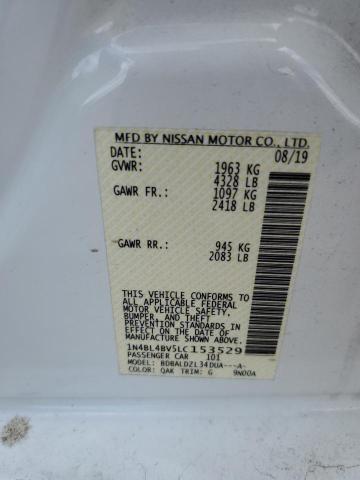 MFD BY NISSAN MOTOR CO., LTD.
DATE: 08/19
GVWR: 1963 KG
4328 LB
GAWR FR.: 1097 KG
2418 LB
GAWR RR.: 945 KG
2083 LB
THIS VEHICLE CONFORMS TO
ALL APPLICABLE FEDERAL
MOTOR VEHICLE SAFETY,
BUMPER, AND THEFT
PREVENTION STANDARDS IN
EFFECT ON THE DATE OF
MANUFACTURE SHOWN ABOVE.
1N4BL4BV5LC153529
PASSENGER CAR 101
MODEL: BDBALDZL34DUA---A-
COLOR: QAK TRIM: G 9N00A